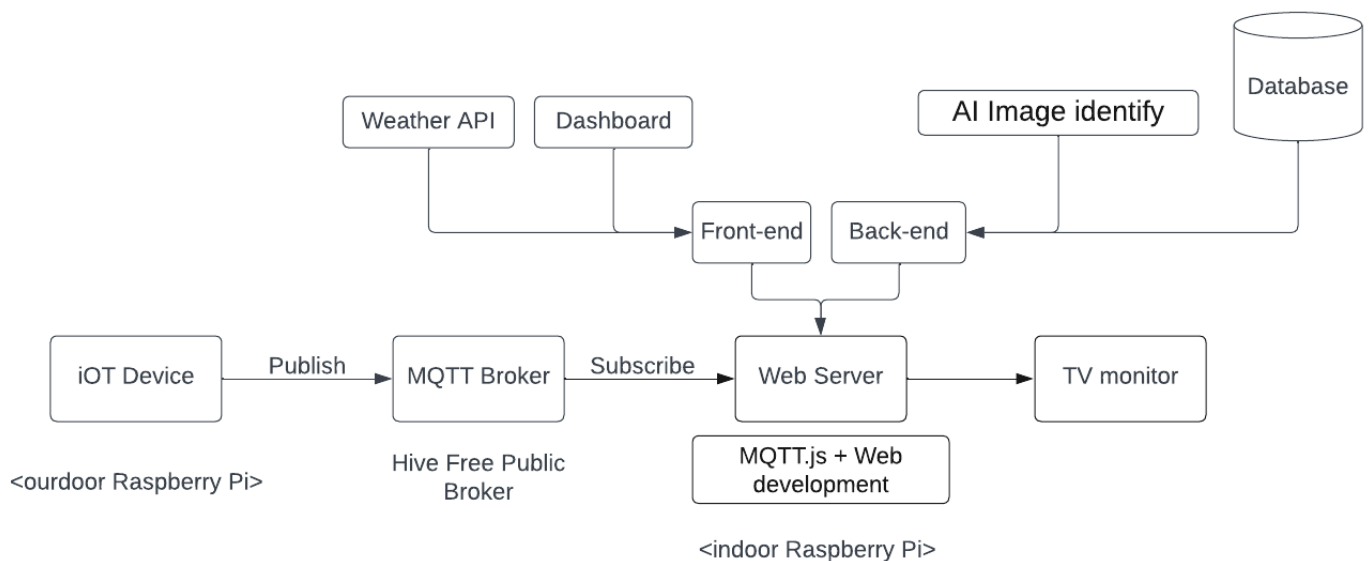 Database
AI Image identify
Weather API
Dashboard
Front-end
Back-end
Publish
Subscribe
iOT Device
MQTT Broker
Web Server
TV monitor
MQTT.js + Web
development
Hive Free Public
Broker
<ourdoor Raspberry Pi>
<indoor Raspberry Pi>